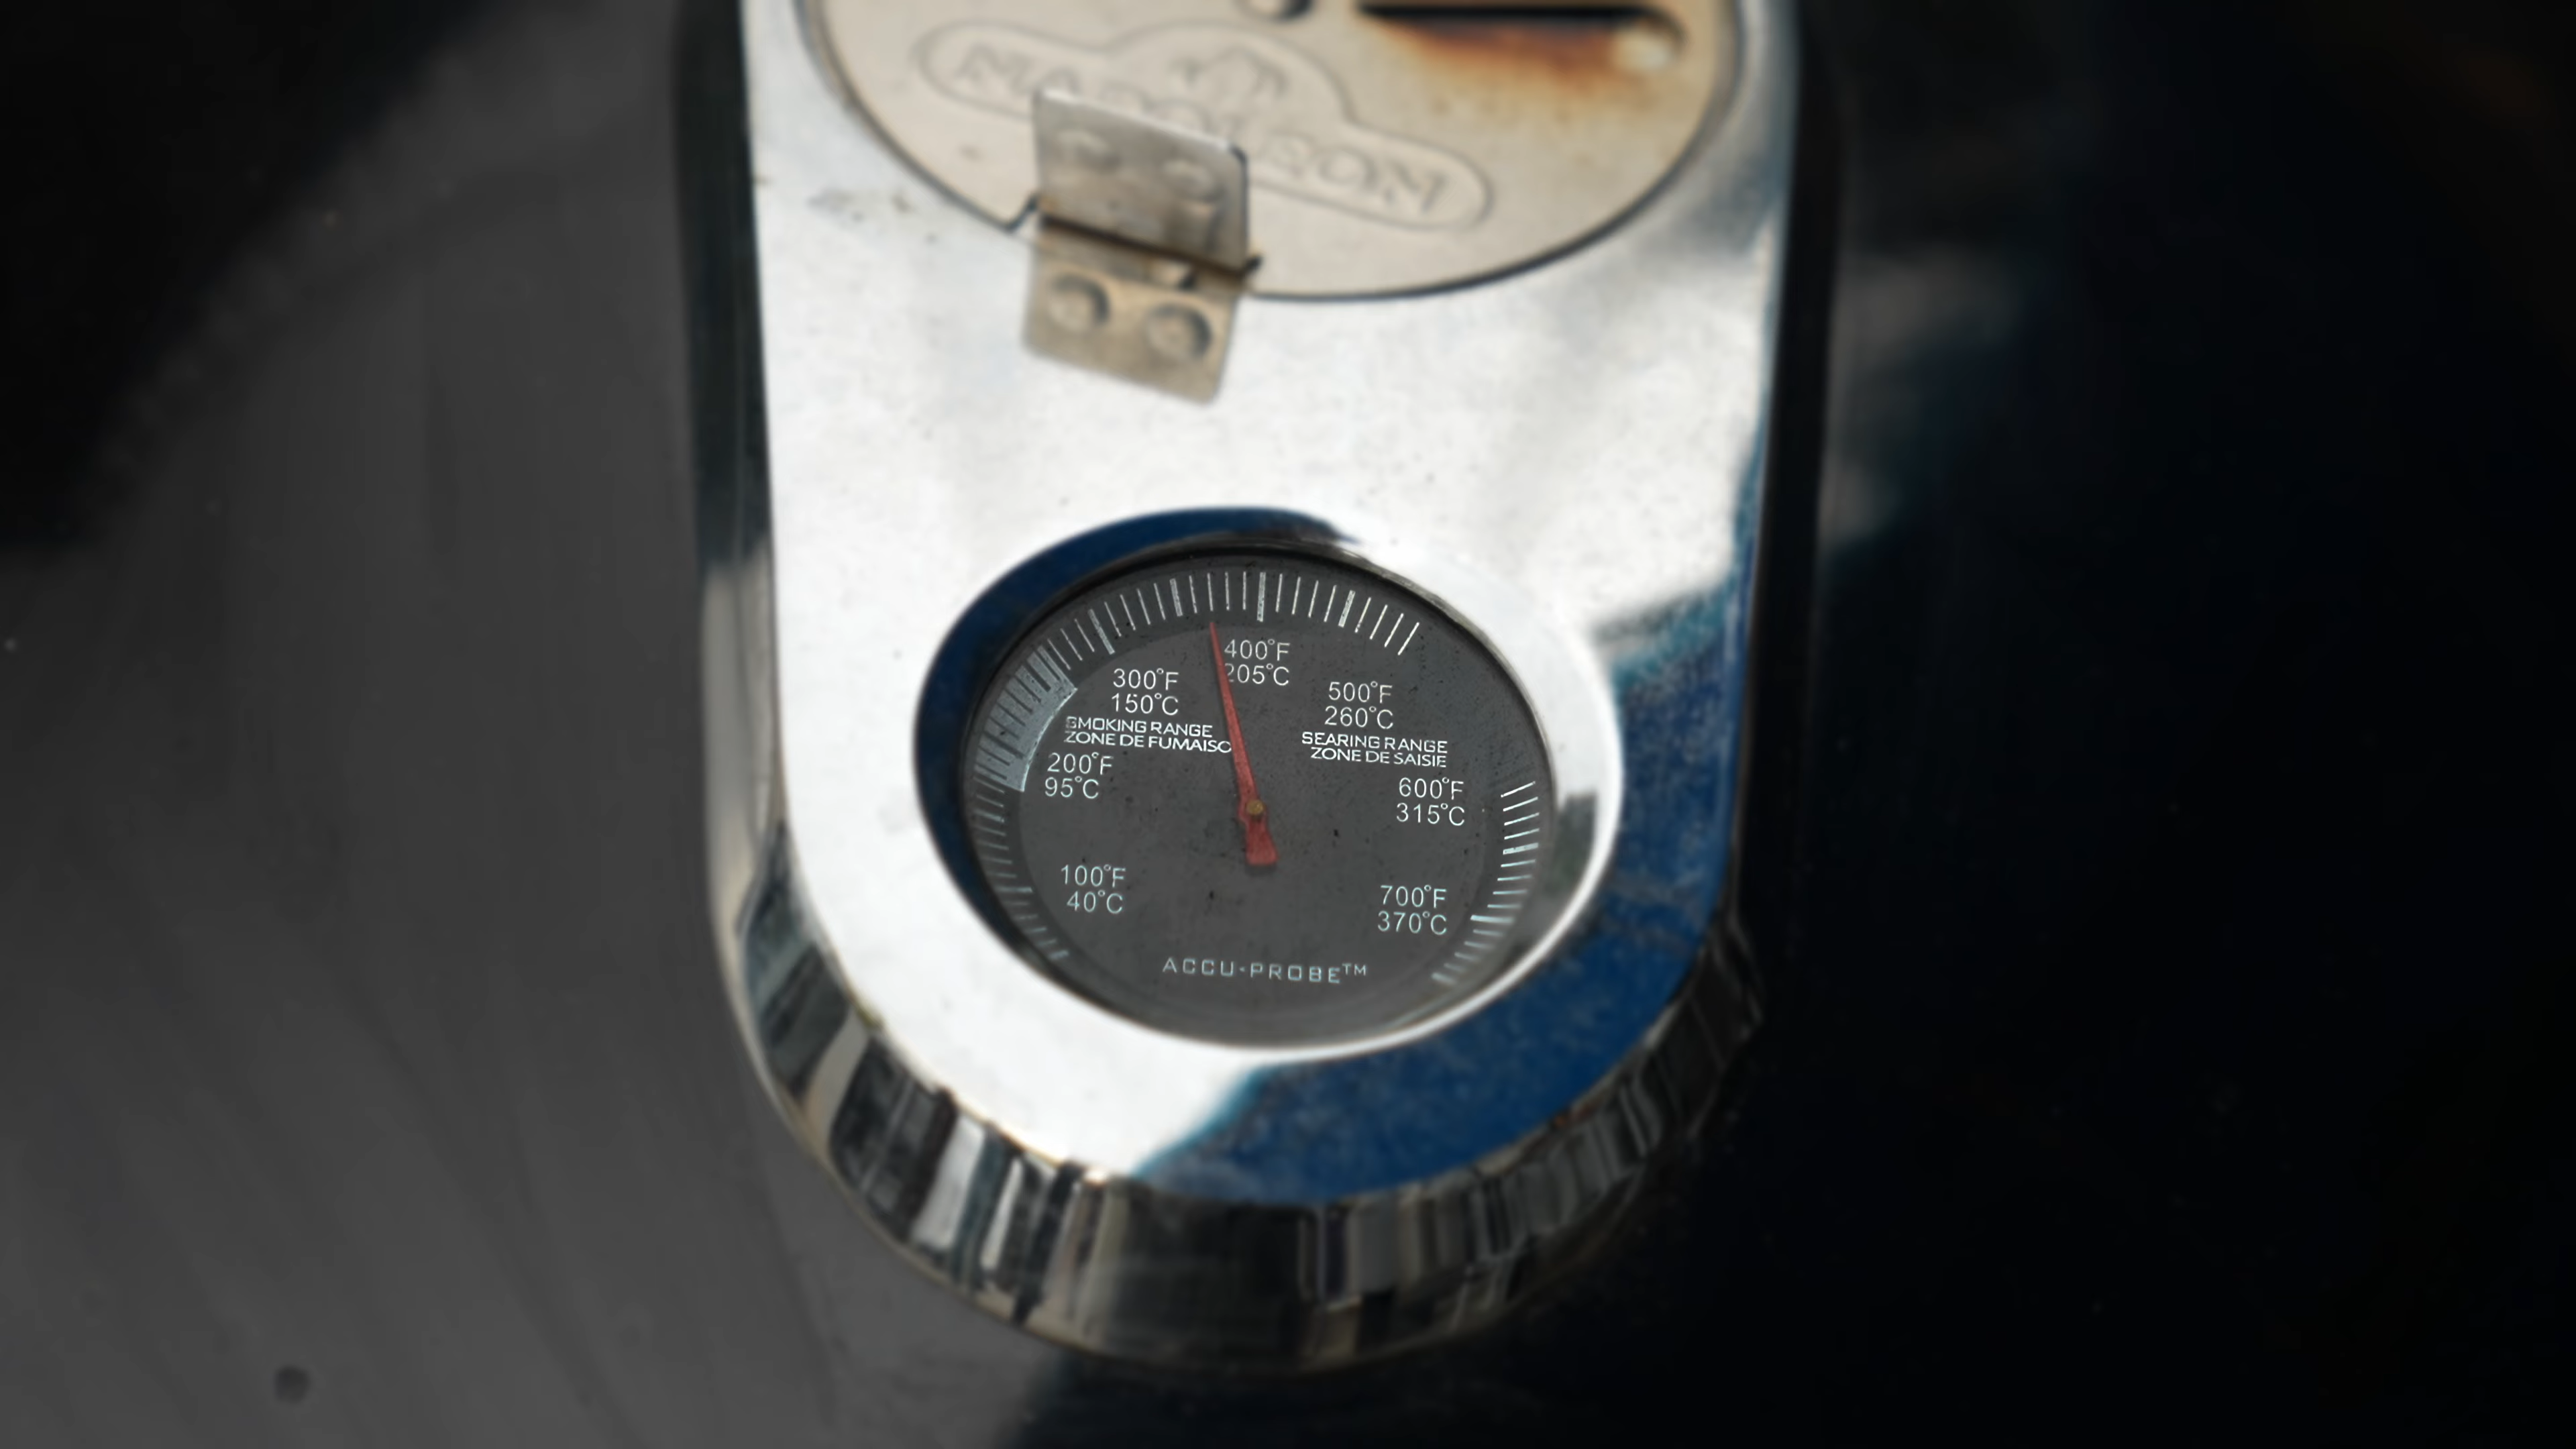 NAPOLEON
400°F
205°C
300°F
150°C
500°F
260°C
SMOKING RANGE
ZONE DE FUMAISO
SEARING RANGE
ZONE DE SAISIE
200°F
95°C
600°F
315°C
100°F
40°C
700°F
370°C
ACCU-PROBE™